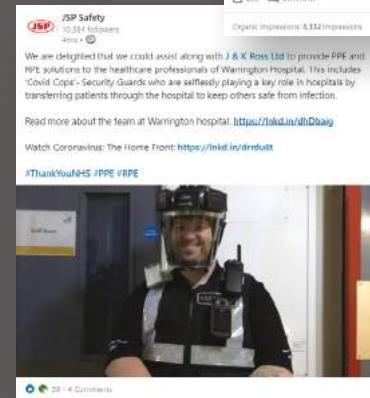 Organic impressions: 8,332 impressions
JSP
JSP Safety
10,384 followers
4mo •
We are delighted that we could assist along with J & K Ross Ltd to provide PPE and
RPE solutions to the healthcare professionals of Warrington Hospital. This includes
'Covid Cops'- Security Guards who are selflessly playing a key role in hospitals by
transferring patients through the hospital to keep others safe from infection.
Read more about the team at Warrington hospital: https://lnkd.in/dhDbaig
Watch Coronavirus: The Home Front: https://lnkd.in/drrdu8t
#ThankYouNHS #PPE #RPE
59 · 4 Comments